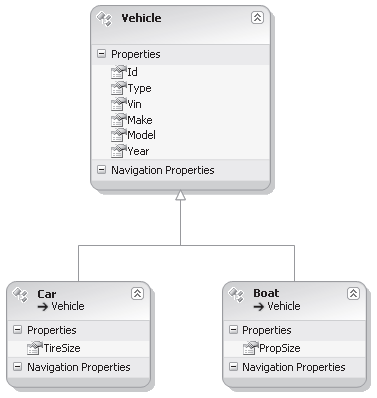 Vehicle
Properties
Id
Type
Vin
Make
Model
Year
Navigation Properties
Car
Vehicle
Properties
TireSize
Navigation Properties
Boat
Vehicle
Properties
PropSize
Navigation Properties